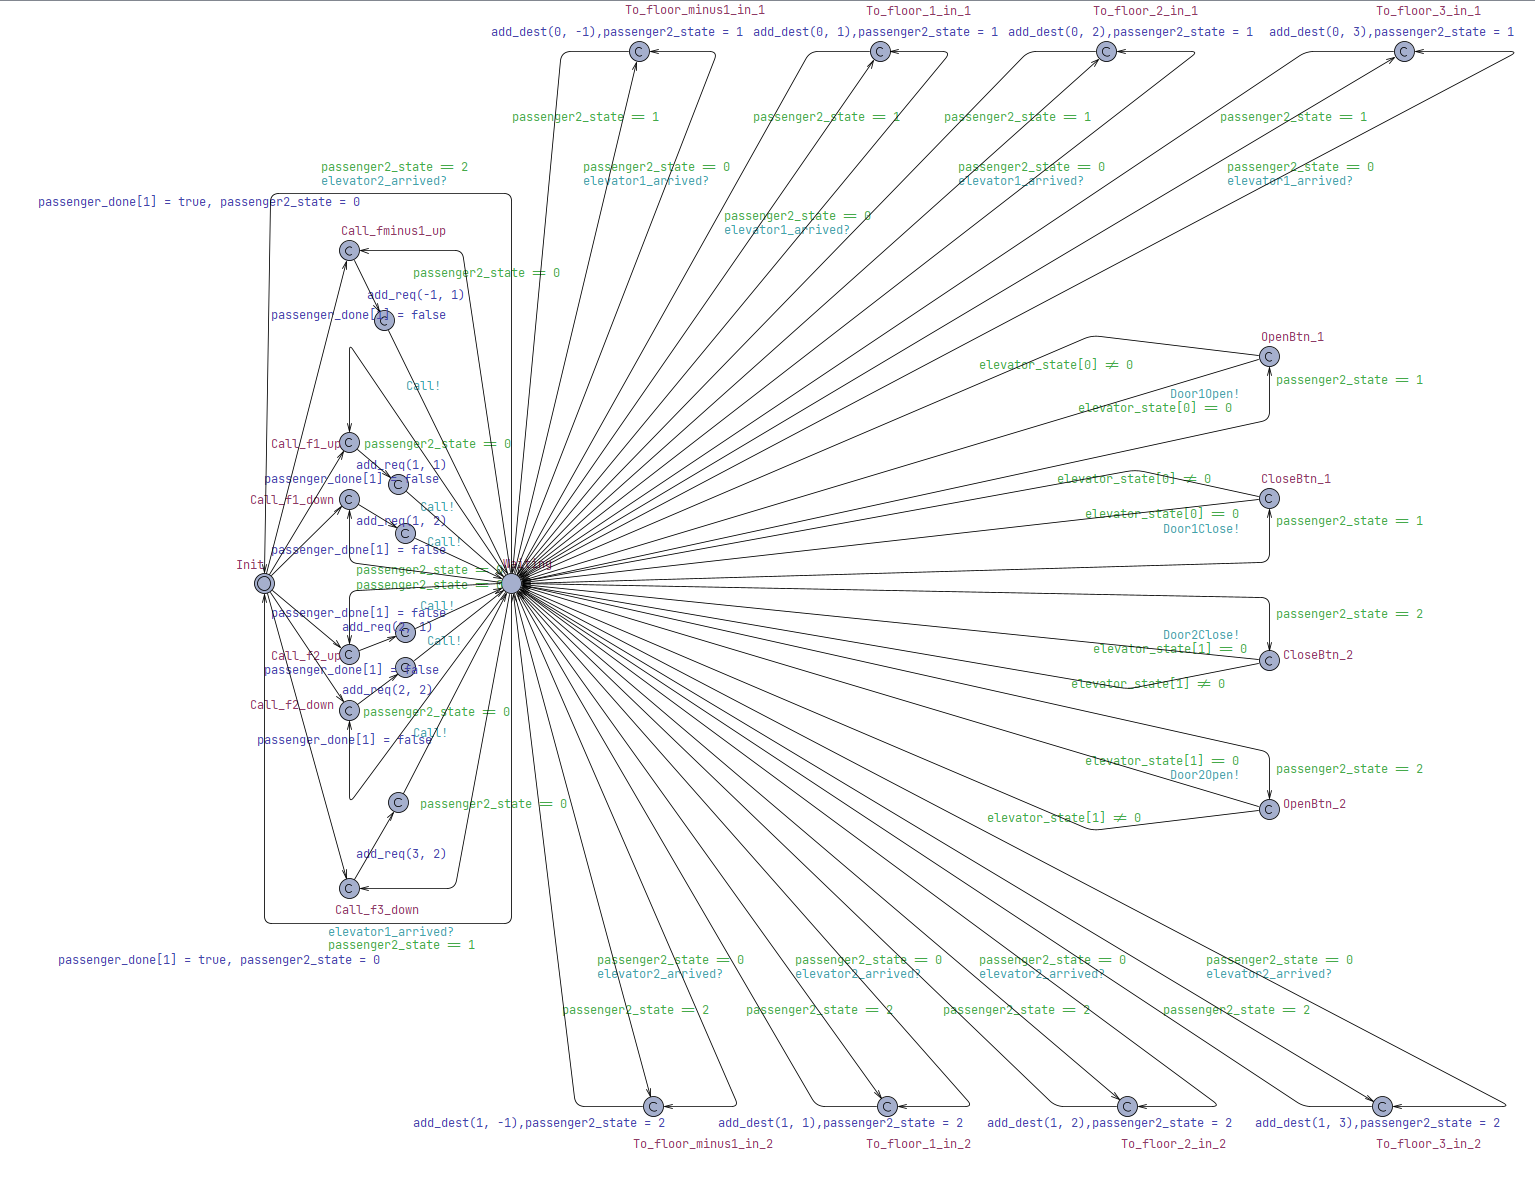 To_floor_minus1_in_1
To_floor_1_in_1
To_floor_2_in_1
To_floor_3_in_1
add_dest(0, -1),passenger2_state = 1
add_dest(0, 1),passenger2_state = 1
add_dest(0, 2),passenger2_state = 1
add_dest(0, 3),passenger2_state = 1
C
C
C
C
passenger2_state == 1
passenger2_state == 1
passenger2_state == 1
passenger2_state == 1
passenger2_state == 2
elevator2_arrived?
passenger2_state == 0
elevator1_arrived?
passenger2_state == 0
elevator1_arrived?
passenger2_state == 0
elevator1_arrived?
passenger_done[1] = true, passenger2_state = 0
passenger2_state == 0
elevator1_arrived?
Call_fminus1_up
C
passenger2_state == 0
add_req(-1, 1)
passenger_done[1] = false
C
OpenBtn_1
C
elevator_state[0] ≠ 0
passenger2_state == 1
Call!
Door1Open!
elevator_state[0] == 0
Call_f1_up
C
passenger2_state == 0
add_req(1, 1)
passenger_done[1] = false
C
elevator_state[0] ≠ 0
CloseBtn_1
C
Call_f1_down
C
Call!
elevator_state[0] == 0
Door1Close!
passenger2_state == 1
add_req(1, 2)
C
Call!
passenger_done[1] = false
Init
passenger2_state ==
passenger2_state ==
Call!
passenger_done[1] = false
passenger2_state == 2
add_req(2, 1)
C
Call!
Door2Close!
elevator_state[1] == 0
Call_f2_up
C
C
CloseBtn_2
passenger_done[1] = false
C
elevator_state[1] ≠ 0
add_req(2, 2)
Call_f2_down
C
passenger2_state == 0
Call!
passenger_done[1] = false
elevator_state[1] == 0
Door2Open!
passenger2_state == 2
C
passenger2_state == 0
C
OpenBtn_2
elevator_state[1] ≠ 0
add_req(3, 2)
C
Call_f3_down
elevator1_arrived?
passenger2_state == 1
passenger_done[1] = true, passenger2_state = 0
passenger2_state == 0
elevator2_arrived?
passenger2_state == 0
elevator2_arrived?
passenger2_state == 0
elevator2_arrived?
passenger2_state == 0
elevator2_arrived?
passenger2_state == 2
passenger2_state == 2
passenger2_state == 2
passenger2_state == 2
C
C
C
C
add_dest(1, -1),passenger2_state = 2
add_dest(1, 1),passenger2_state = 2
add_dest(1, 2),passenger2_state = 2
add_dest(1, 3),passenger2_state = 2
To_floor_minus1_in_2
To_floor_1_in_2
To_floor_2_in_2
To_floor_3_in_2